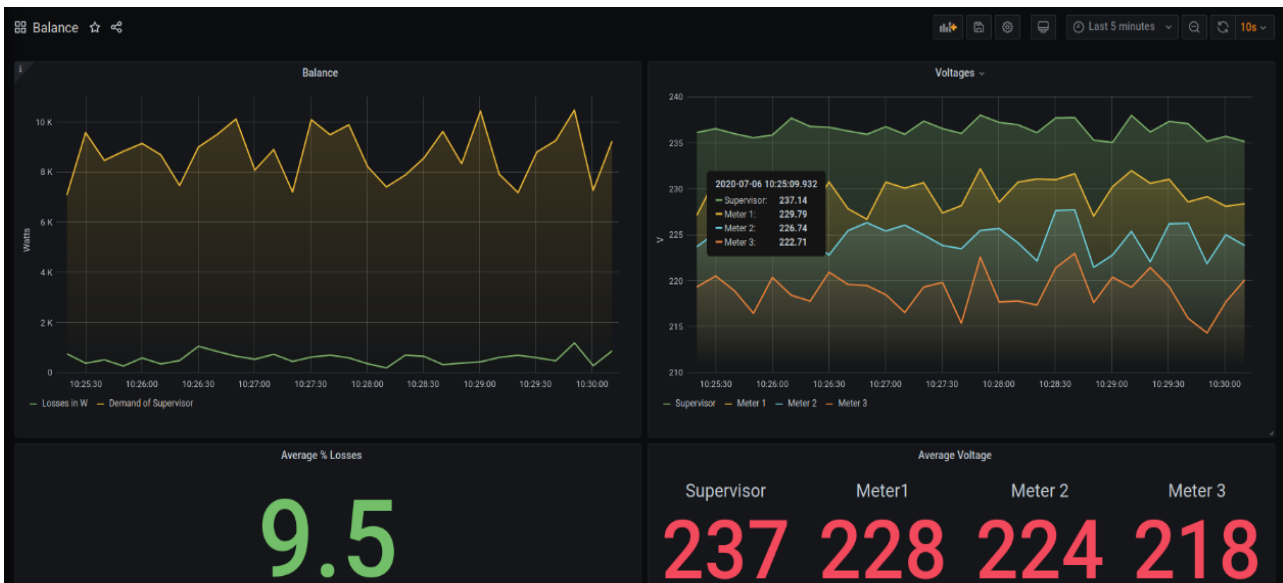 Balance
Last 5 minutes
10s
i
Balance
Watts
10 K
8 K
6 K
4 K
2 K
0
10:25:30 10:26:00 10:26:30 10:27:00 10:27:30 10:28:00 10:28:30 10:29:00 10:29:30 10:30:00
Losses in W Demand of Supervisor
Voltages
V
240
235
230
225
220
215
210
2020-07-06 10:25:09.932
Supervisor: 237.14
Meter 1: 229.79
Meter 2: 226.74
Meter 3: 222.71
10:25:30 10:26:00 10:26:30 10:27:00 10:27:30 10:28:00 10:28:30 10:29:00 10:29:30 10:30:00
Supervisor Meter 1 Meter 2 Meter 3
Average % Losses
9.5
Average Voltage
Supervisor Meter1 Meter 2 Meter 3
237 228 224 218